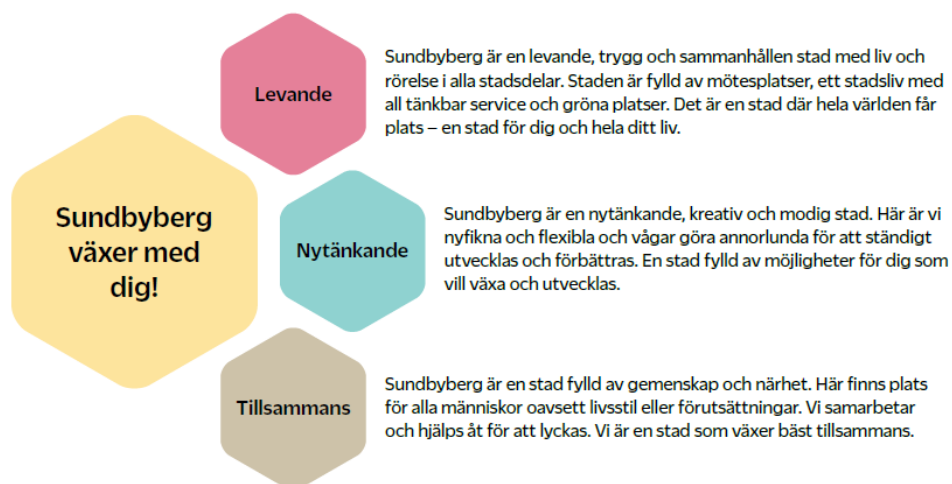 Sundbyberg
växer med
dig!
Levande
Sundbyberg är en levande, trygg och sammanhållen stad med liv och
rörelse i alla stadsdelar. Staden är fylld av mötesplatser, ett stadsliv med
all tänkbar service och gröna platser. Det är en stad där hela världen får
plats – en stad för dig och hela ditt liv.
Nytänkande
Sundbyberg är en nytänkande, kreativ och modig stad. Här är vi
nyfikna och flexibla och vågar göra annorlunda för att ständigt
utvecklas och förbättras. En stad fylld av möjligheter för dig som
vill växa och utvecklas.
Tillsammans
Sundbyberg är en stad fylld av gemenskap och närhet. Här finns plats
för alla människor oavsett livsstil eller förutsättningar. Vi samarbetar
och hjälps åt för att lyckas. Vi är en stad som växer bäst tillsammans.